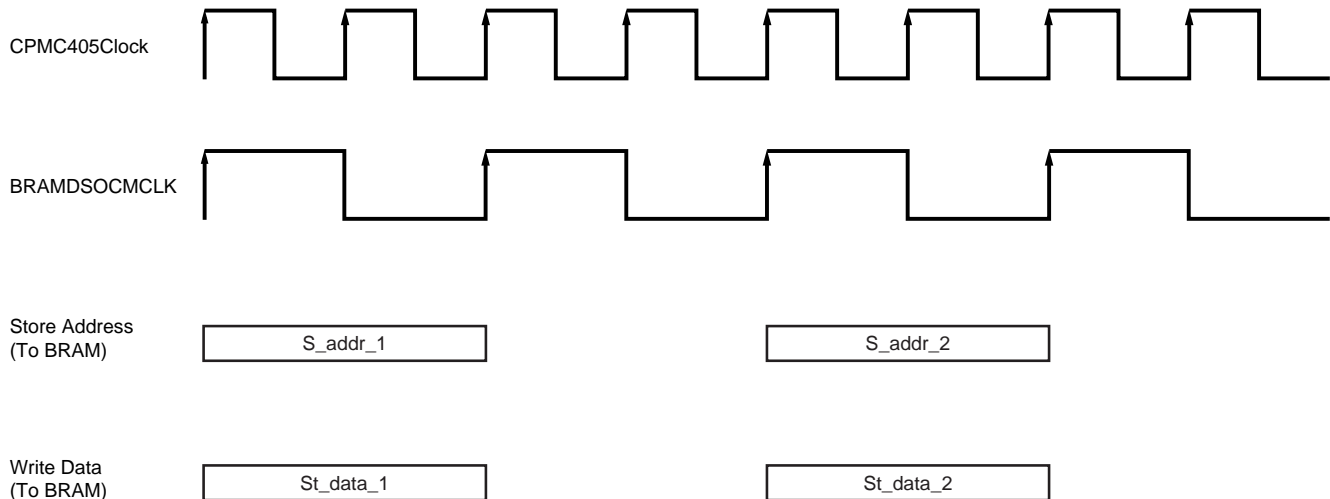 CPMC405Clock
BRAMDSOCMCLK
Store Address
(To BRAM)
S_addr_1
S_addr_2
Write Data
(To BRAM)
St_data_1
St_data_2